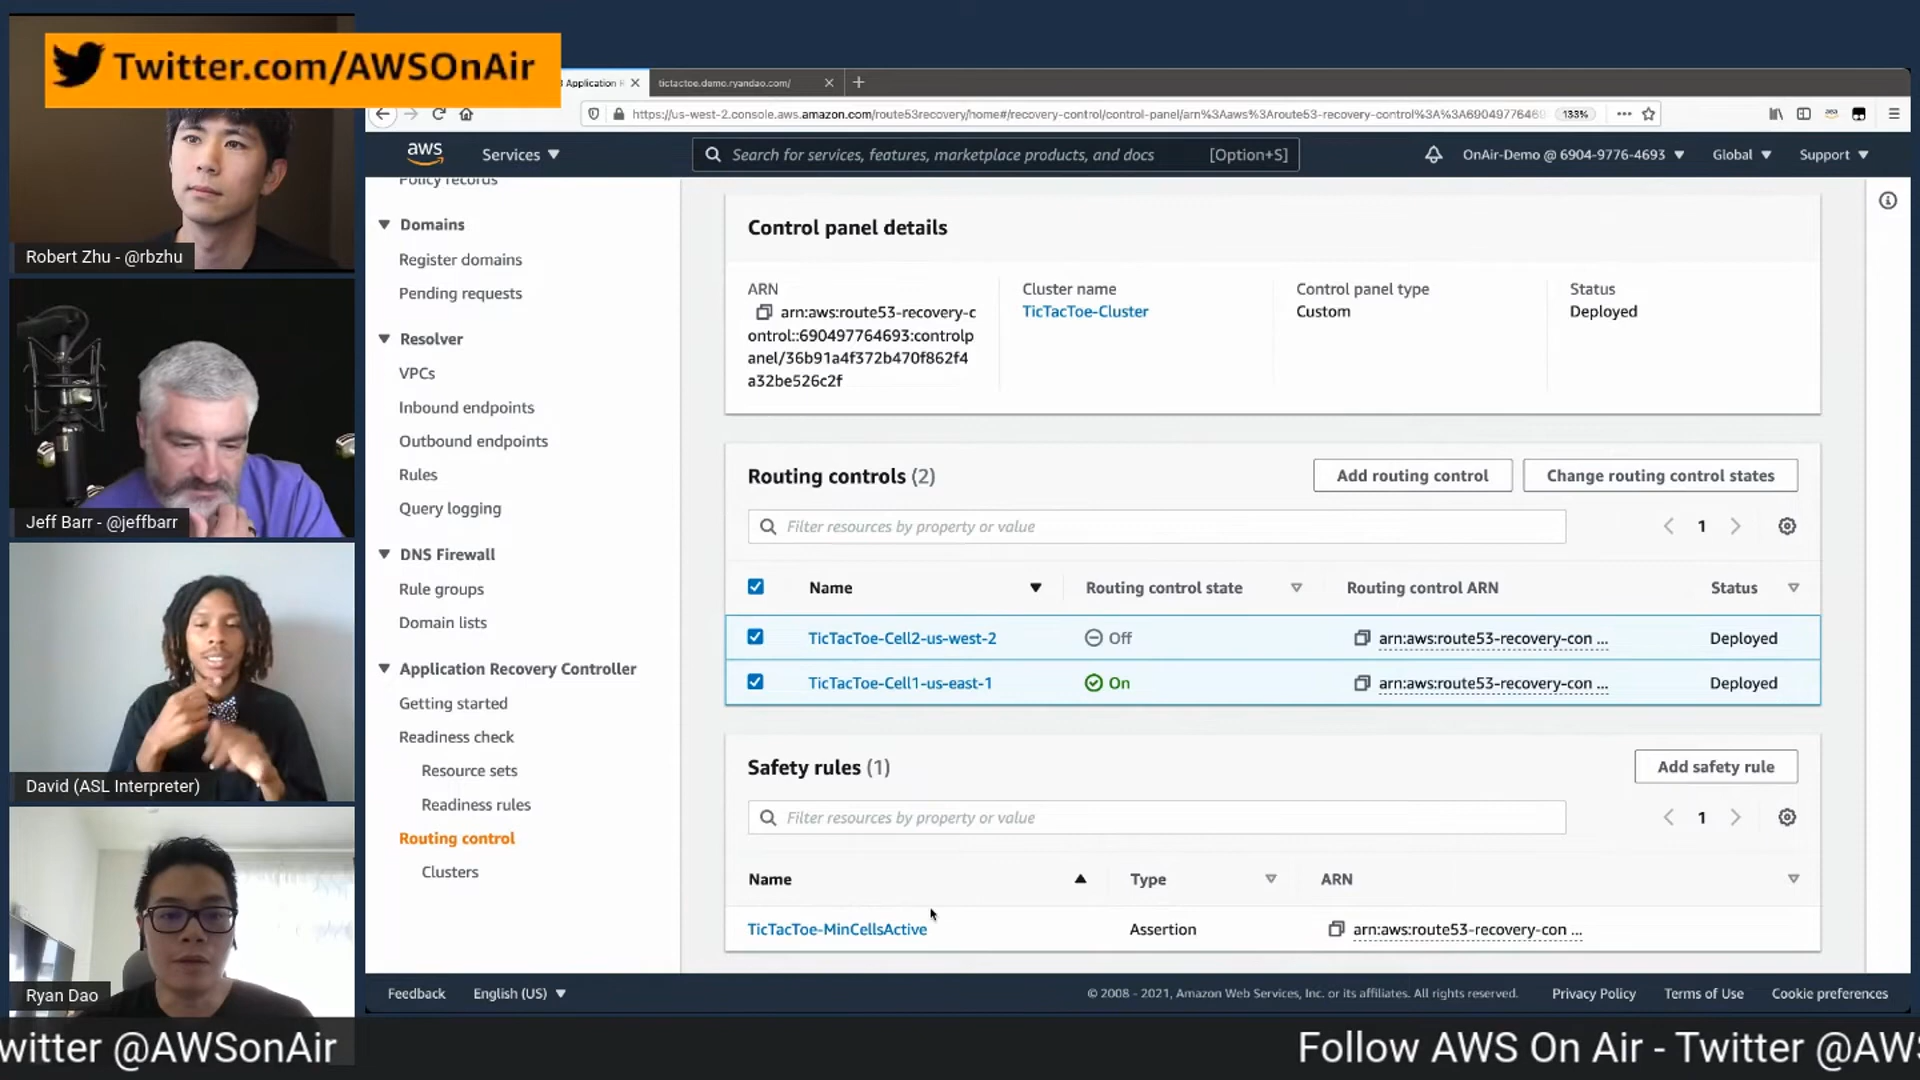 Twitter.com/AWSOnAir
Robert Zhu - @rbzhu
Jeff Barr - @jeffbarr
David (ASL Interpreter)
Ryan Dao
Application R
tictactoe.demo.ryandao.com/
https://us-west-2.console.aws.amazon.com/route53recovery/home#/recovery-control/control-panel/arn%3Aaws%3Aroute53-recovery-control%3A%3A69049776469
133%
aws
Services
Search for services, features, marketplace products, and docs
[Option+S]
OnAir-Demo @ 6904-9776-4693
Global
Support
Policy records
Domains
Register domains
Pending requests
Resolver
VPCs
Inbound endpoints
Outbound endpoints
Rules
Query logging
DNS Firewall
Rule groups
Domain lists
Application Recovery Controller
Getting started
Readiness check
Resource sets
Readiness rules
Routing control
Clusters
Control panel details
ARN
arn:aws:route53-recovery-c
ontrol::690497764693:controlp
anel/36b91a4f372b470f862f4
a32be526c2f
Cluster name
TicTacToe-Cluster
Control panel type
Custom
Status
Deployed
Routing controls (2)
Add routing control
Change routing control states
Filter resources by property or value
1
Name
Routing control state
Routing control ARN
Status
TicTacToe-Cell2-us-west-2
Off
arn:aws:route53-recovery-con ...
Deployed
TicTacToe-Cell1-us-east-1
On
arn:aws:route53-recovery-con ...
Deployed
Safety rules (1)
Add safety rule
Filter resources by property or value
1
Name
Type
ARN
TicTacToe-MinCellsActive
Assertion
arn:aws:route53-recovery-con ...
Feedback
English (US)
© 2008 - 2021, Amazon Web Services, Inc. or its affiliates. All rights reserved.
Privacy Policy
Terms of Use
Cookie preferences
witter @AWSonAir
Follow AWS On Air - Twitter @AWS